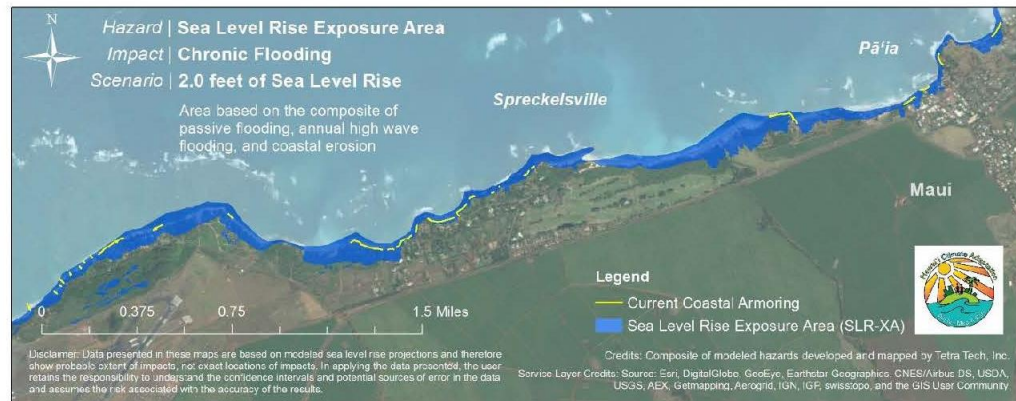 N
Hazard | Sea Level Rise Exposure Area
Impact | Chronic Flooding
Scenario | 2.0 feet of Sea Level Rise
Area based on the composite of
passive flooding, annual high wave
flooding, and coastal erosion
Spreckelsville
Pāʻia
Maui
0 0.375 0.75 1.5 Miles
Legend
Current Coastal Armoring
Sea Level Rise Exposure Area (SLR-XA)
Hawaiʻi Climate Adaptation
Disclaimer: Data presented in these maps are based on modeled sea level rise projections and therefore
show probable extent of impacts, not exact locations of impacts. In applying the data presented, the user
retains the responsibility to understand the confidence intervals and potential sources of error in the data
and assumes the risk associated with the accuracy of the results.
Credits: Composite of modeled hazards developed and mapped by Tetra Tech, Inc.
Service Layer Credits: Source: Esri, DigitalGlobe, GeoEye, Earthstar Geographics, CNES/Airbus DS, USDA,
USGS, AEX, Getmapping, Aerogrid, IGN, IGP, swisstopo, and the GIS User Community